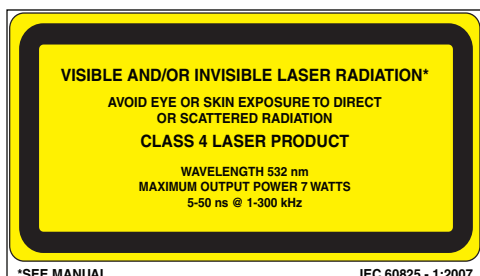 VISIBLE AND/OR INVISIBLE LASER RADIATION*
AVOID EYE OR SKIN EXPOSURE TO DIRECT
OR SCATTERED RADIATION
CLASS 4 LASER PRODUCT
WAVELENGTH 532 nm
MAXIMUM OUTPUT POWER 7 WATTS
5-50 ns @ 1-300 kHz
*SEE MANUAL IEC 60825 - 1:2007